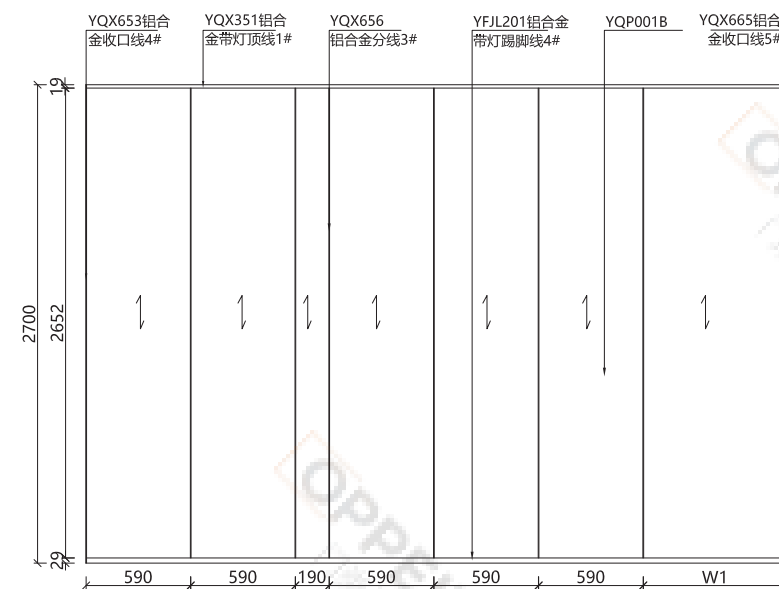 YQX653铝合
金收口线4#
YQX351铝合
金带灯顶线1#
YQX656
铝合金分线3#
YFJL201铝合金
带灯踢脚线4#
YQP001B
YQX665铝合
金收口线5#
19
2700
2652
29
590
590
190
590
590
590
W1
OPPEIN